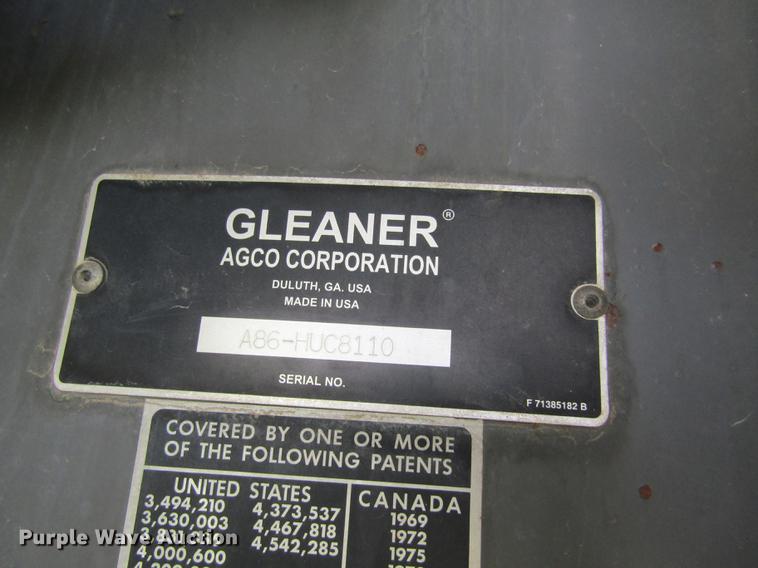 GLEANER®
AGCO CORPORATION
DULUTH, GA. USA
MADE IN USA
A86-HUC8110
SERIAL NO.
F 71385182 B
COVERED BY ONE OR MORE
OF THE FOLLOWING PATENTS
UNITED STATES
3,494,210 4,373,537
3,630,003 4,467,818
4,542,285
4,000,600
CANADA
1969
1972
1975
Purple Wave Auction